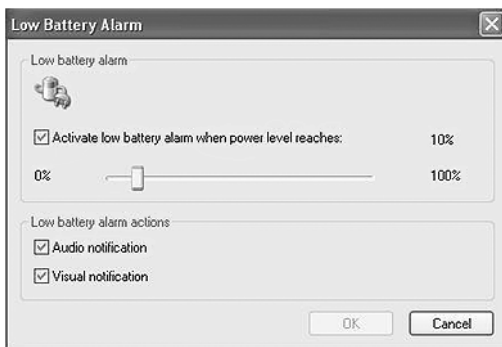 Low Battery Alarm
Low battery alarm
Activate low battery alarm when power level reaches: 10%
0% 100%
Low battery alarm actions
Audio notification
Visual notification
OK Cancel